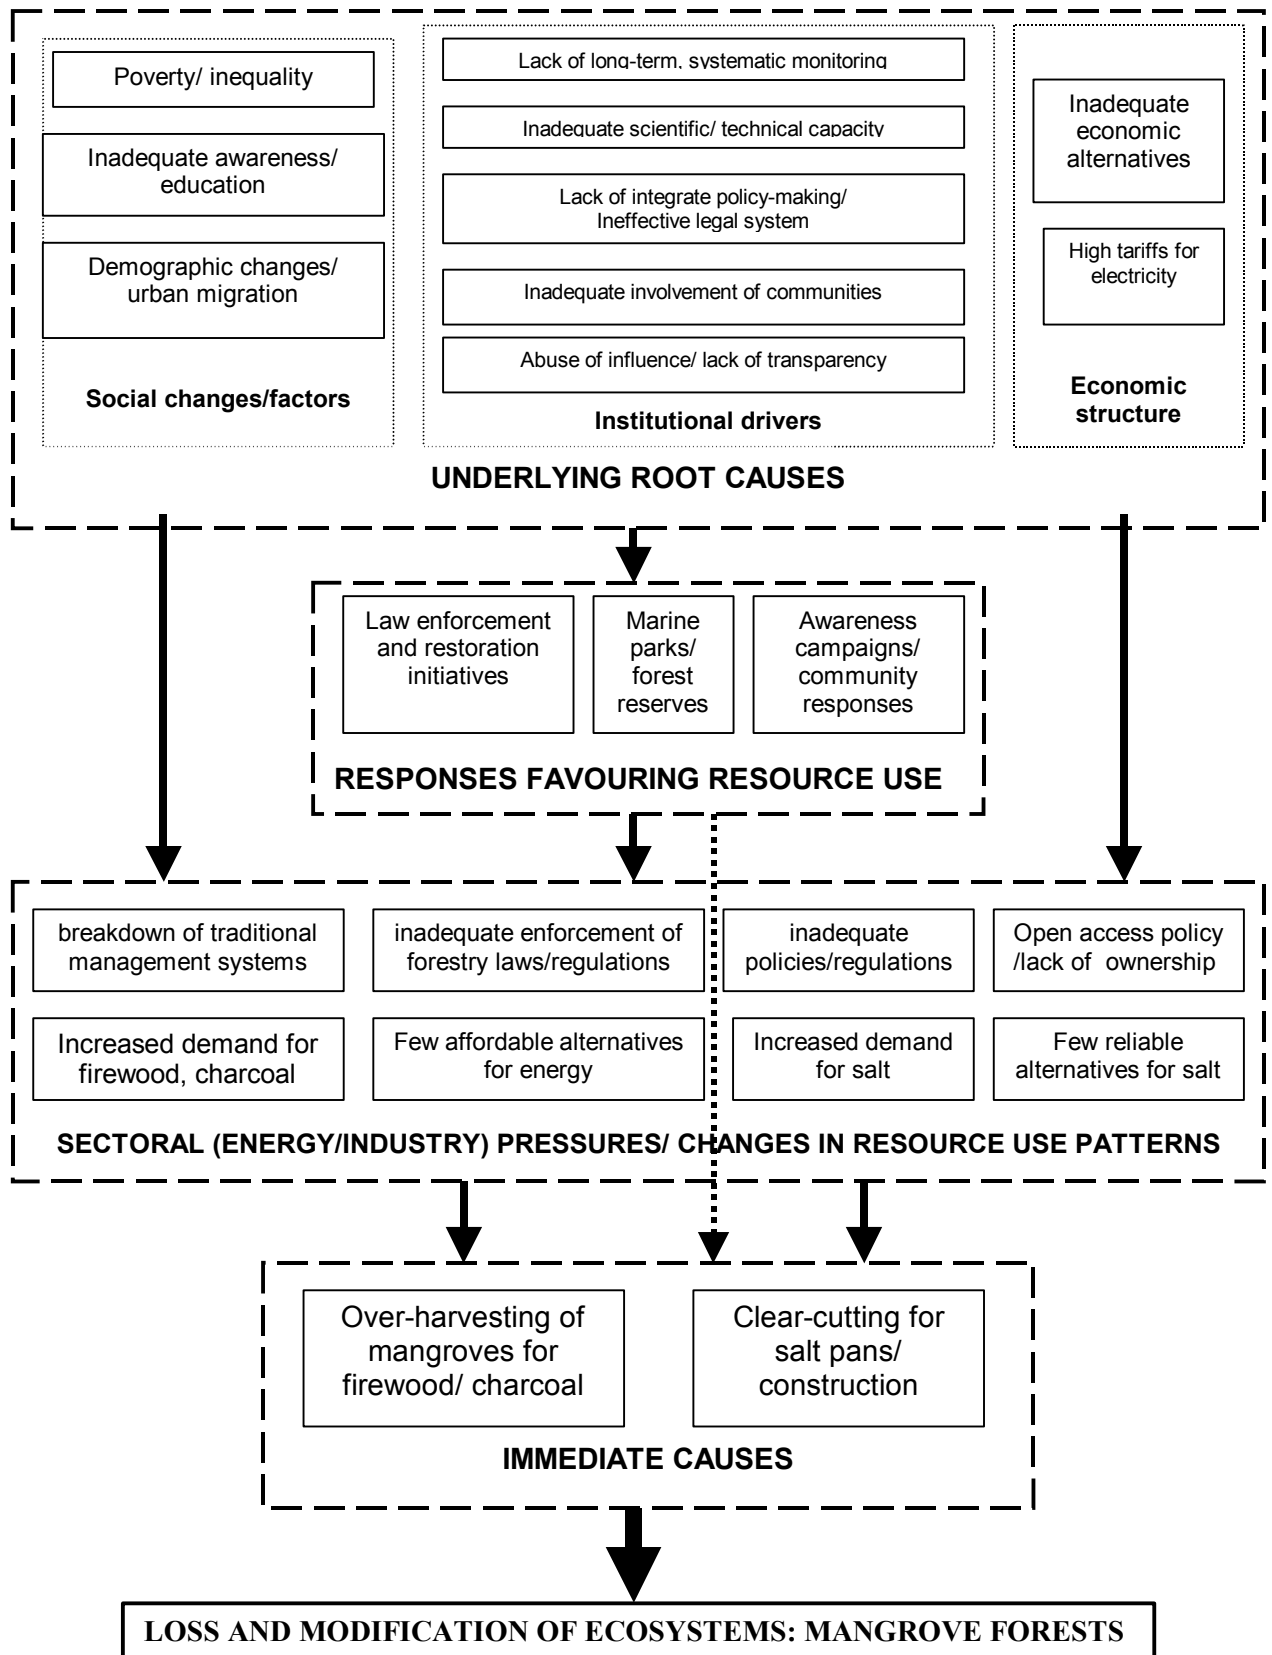 Poverty/ inequality
Inadequate awareness/
education
Demographic changes/
urban migration
Social changes/factors
Lack of long-term, systematic monitoring
Inadequate scientific/ technical capacity
Lack of integrate policy-making/
Ineffective legal system
Inadequate involvement of communities
Abuse of influence/ lack of transparency
Institutional drivers
Inadequate
economic
alternatives
High tariffs for
electricity
Economic
structure
UNDERLYING ROOT CAUSES
Law enforcement
and restoration
initiatives
Marine
parks/
forest
reserves
Awareness
campaigns/
community
responses
RESPONSES FAVOURING RESOURCE USE
breakdown of traditional
management systems
inadequate enforcement of
forestry laws/regulations
inadequate
policies/regulations
Open access policy
/lack of ownership
Increased demand for
firewood, charcoal
Few affordable alternatives
for energy
Increased demand
for salt
Few reliable
alternatives for salt
SECTORAL (ENERGY/INDUSTRY) PRESSURES/ CHANGES IN RESOURCE USE PATTERNS
Over-harvesting of
mangroves for
firewood/ charcoal
Clear-cutting for
salt pans/
construction
IMMEDIATE CAUSES
LOSS AND MODIFICATION OF ECOSYSTEMS: MANGROVE FORESTS